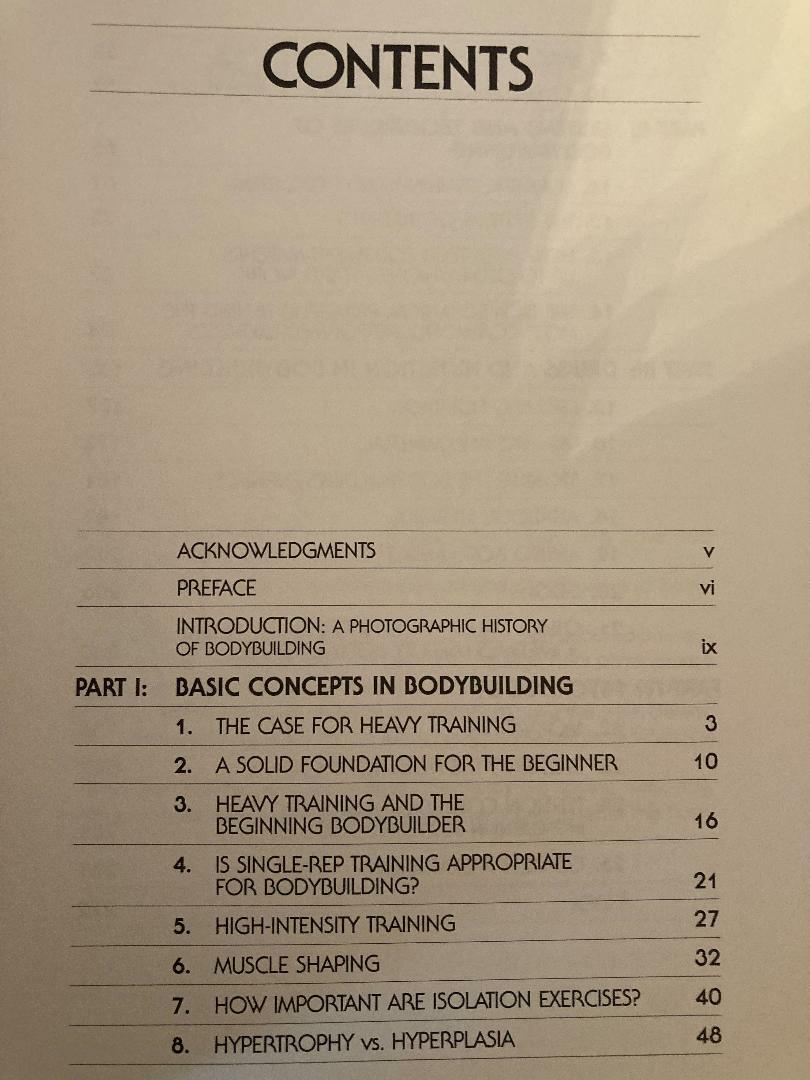 CONTENTS
ACKNOWLEDGMENTS v
PREFACE vi
INTRODUCTION: A PHOTOGRAPHIC HISTORY
OF BODYBUILDING ix
PART I: BASIC CONCEPTS IN BODYBUILDING
1. THE CASE FOR HEAVY TRAINING 3
2. A SOLID FOUNDATION FOR THE BEGINNER 10
3. HEAVY TRAINING AND THE
BEGINNING BODYBUILDER 16
4. IS SINGLE-REP TRAINING APPROPRIATE
FOR BODYBUILDING? 21
5. HIGH-INTENSITY TRAINING 27
6. MUSCLE SHAPING 32
7. HOW IMPORTANT ARE ISOLATION EXERCISES? 40
8. HYPERTROPHY vs. HYPERPLASIA 48